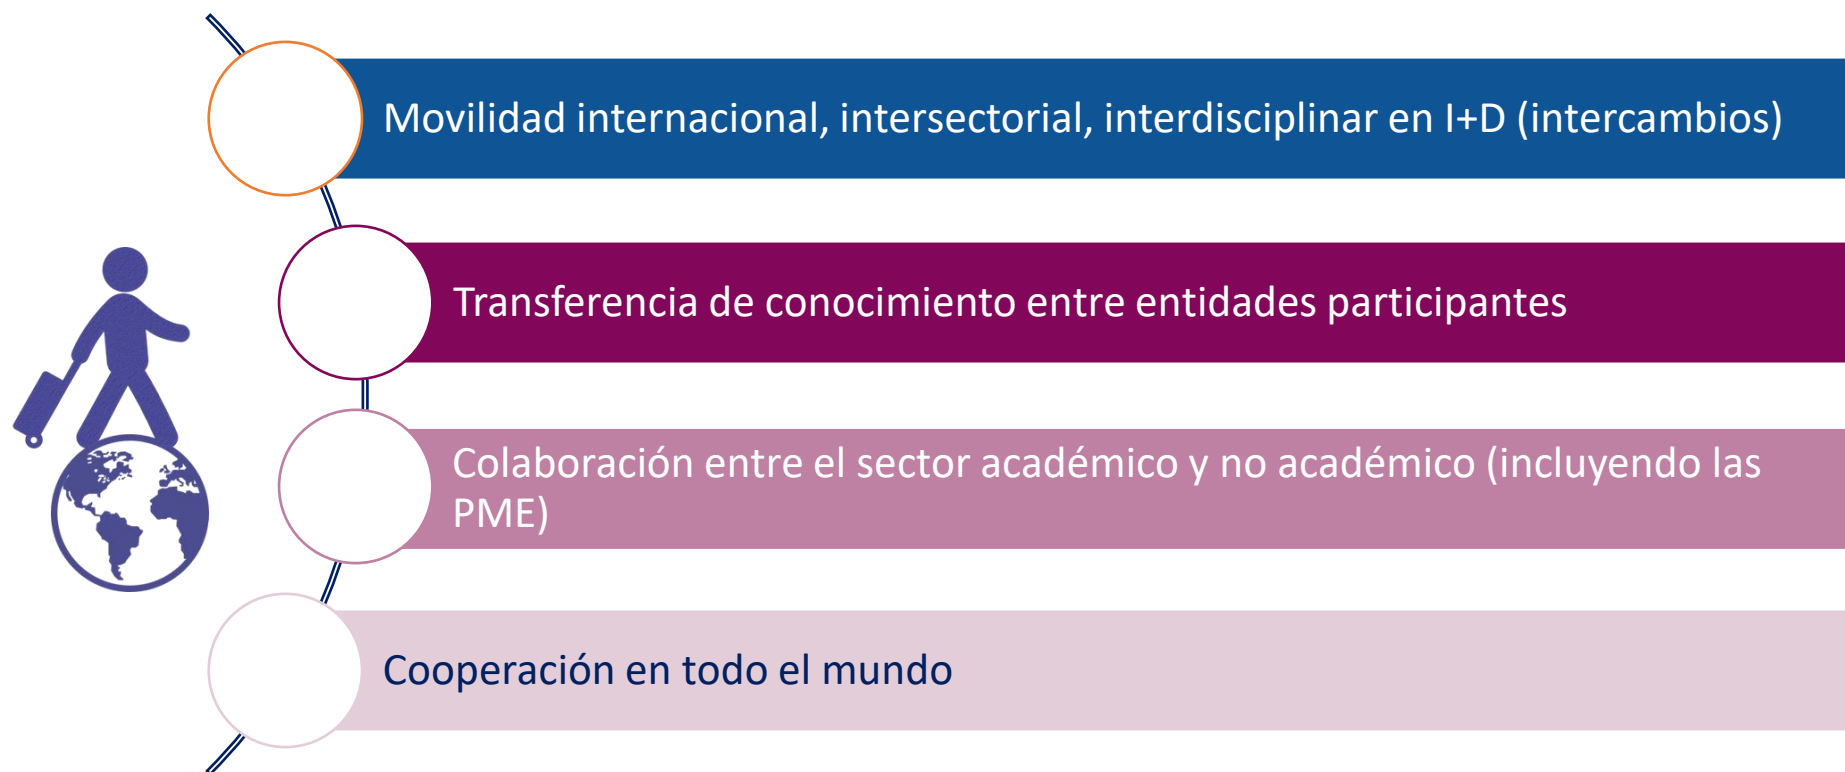 Movilidad internacional, intersectorial, interdisciplinar en I+D (intercambios)
Transferencia de conocimiento entre entidades participantes
Colaboración entre el sector académico y no académico (incluyendo las
PME)
Cooperación en todo el mundo